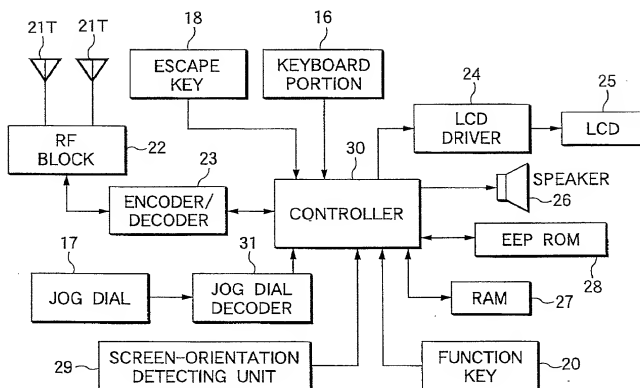 21T 21T
18
ESCAPE
KEY
16
KEYBOARD
PORTION
24
LCD
DRIVER
25
LCD
RF
BLOCK
22
23
ENCODER/
DECODER
30
CONTROLLER
SPEAKER
26
EEP ROM
28
17
JOG DIAL
31
JOG DIAL
DECODER
RAM
27
29
SCREEN-ORIENTATION
DETECTING UNIT
FUNCTION
KEY
20